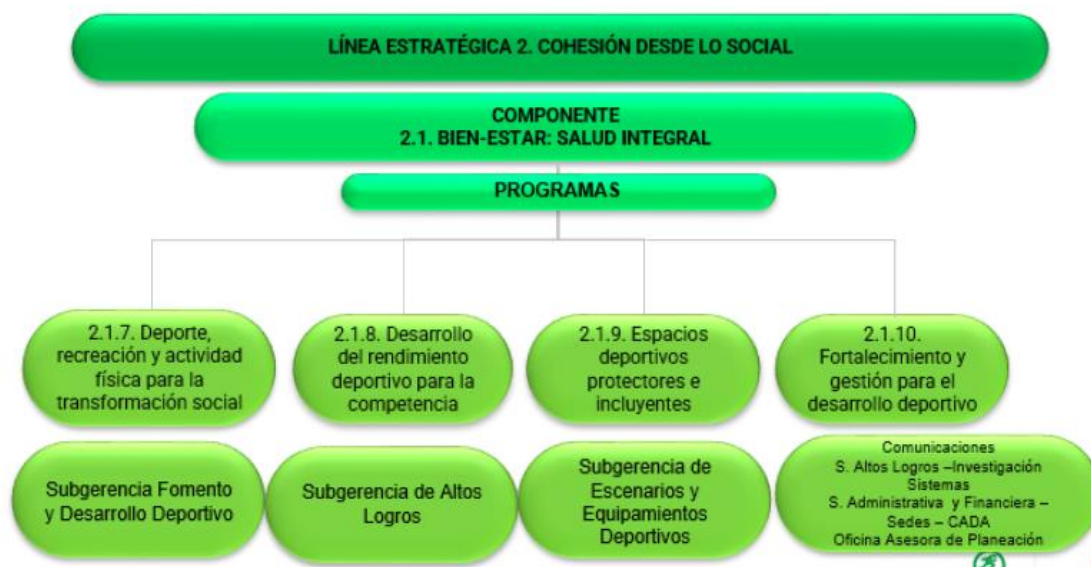 LÍNEA ESTRATÉGICA 2. COHESIÓN DESDE LO SOCIAL
COMPONENTE
2.1. BIEN-ESTAR: SALUD INTEGRAL
PROGRAMAS
2.1.7. Deporte,
recreación y actividad
física para la
transformación social
2.1.8. Desarrollo
del rendimiento
deportivo para la
competencia
2.1.9. Espacios
deportivos
protectores e
incluyentes
2.1.10.
Fortalecimiento y
gestión para el
desarrollo deportivo
Subgerencia Fomento
y Desarrollo Deportivo
Subgerencia de Altos
Logros
Subgerencia de
Escenarios y
Equipamientos
Deportivos
Comunicaciones
S. Altos Logros –Investigación
Sistemas
S. Administrativa y Financiera –
Sedes – CADA
Oficina Asesora de Planeación